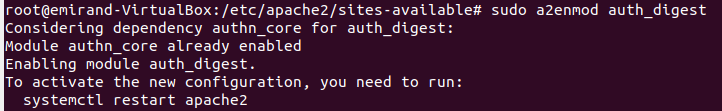 root@emirand-VirtualBox:/etc/apache2/sites-available# sudo a2enmod auth_digest
Considering dependency authn_core for auth_digest:
Module authn_core already enabled
Enabling module auth_digest.
To activate the new configuration, you need to run:
  systemctl restart apache2